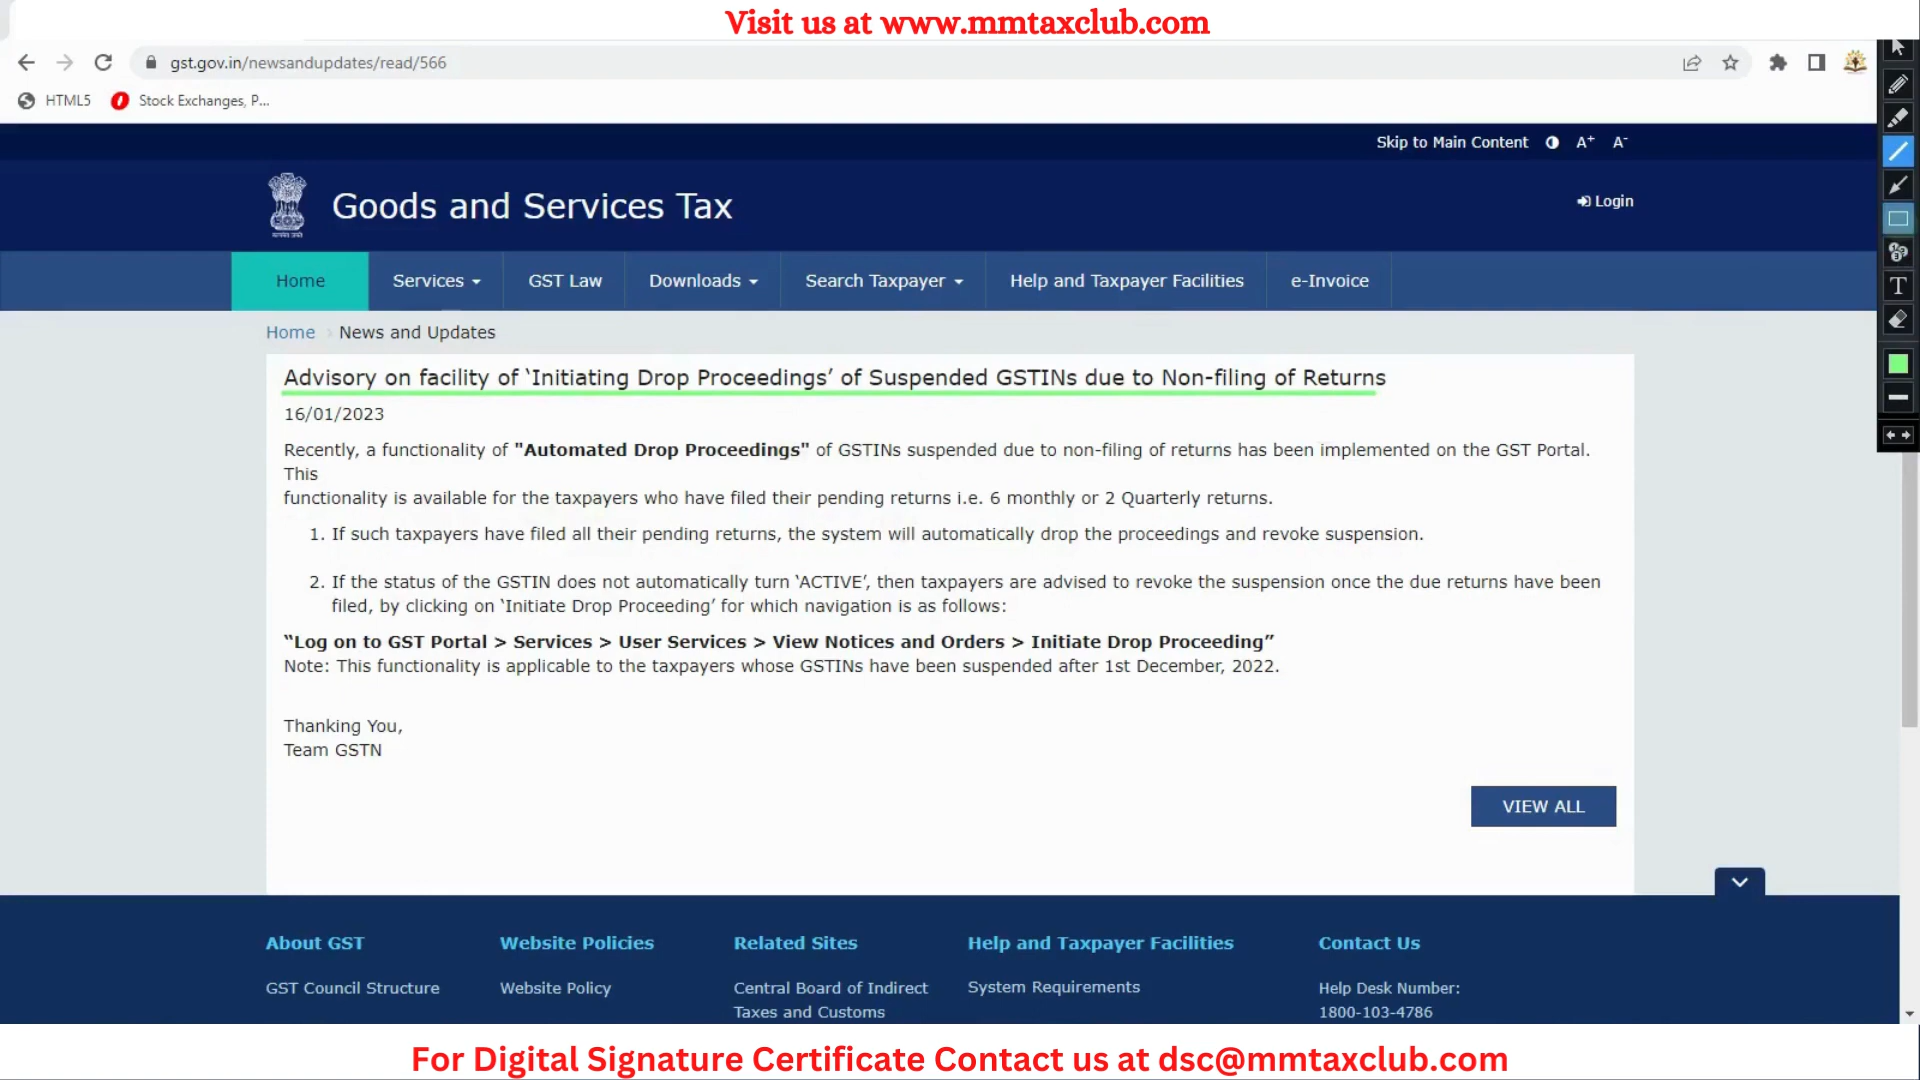 Visit us at www.mmtaxclub.com
gst.gov.in/newsandupdates/read/566
HTML5 Stock Exchanges, P...
Skip to Main Content A+ A-
Goods and Services Tax
Login
Home Services GST Law Downloads Search Taxpayer Help and Taxpayer Facilities e-Invoice
Home › News and Updates
Advisory on facility of ‘Initiating Drop Proceedings’ of Suspended GSTINs due to Non-filing of Returns
16/01/2023
Recently, a functionality of "Automated Drop Proceedings" of GSTINs suspended due to non-filing of returns has been implemented on the GST Portal.
This
functionality is available for the taxpayers who have filed their pending returns i.e. 6 monthly or 2 Quarterly returns.
1. If such taxpayers have filed all their pending returns, the system will automatically drop the proceedings and revoke suspension.
2. If the status of the GSTIN does not automatically turn ‘ACTIVE’, then taxpayers are advised to revoke the suspension once the due returns have been
filed, by clicking on ‘Initiate Drop Proceeding’ for which navigation is as follows:
“Log on to GST Portal > Services > User Services > View Notices and Orders > Initiate Drop Proceeding”
Note: This functionality is applicable to the taxpayers whose GSTINs have been suspended after 1st December, 2022.
Thanking You,
Team GSTN
VIEW ALL
About GST Website Policies Related Sites Help and Taxpayer Facilities Contact Us
GST Council Structure Website Policy Central Board of Indirect System Requirements Help Desk Number:
Taxes and Customs 1800-103-4786
For Digital Signature Certificate Contact us at dsc@mmtaxclub.com